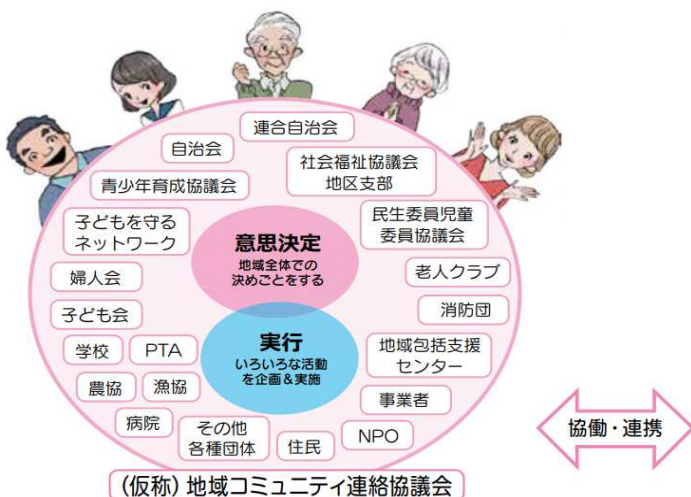 連合自治会
自治会
社会福祉協議会
地区支部
青少年育成協議会
民生委員児童
委員協議会
子どもを守る
ネットワーク
意思決定
地域全体での
決めごとをする
老人クラブ
婦人会
消防団
子ども会
実行
いろいろな活動
を企画&実施
地域包括支援
センター
学校
PTA
農協
漁協
事業者
病院
その他
各種団体
住民
NPO
協働・連携
(仮称)地域コミュニティ連絡協議会